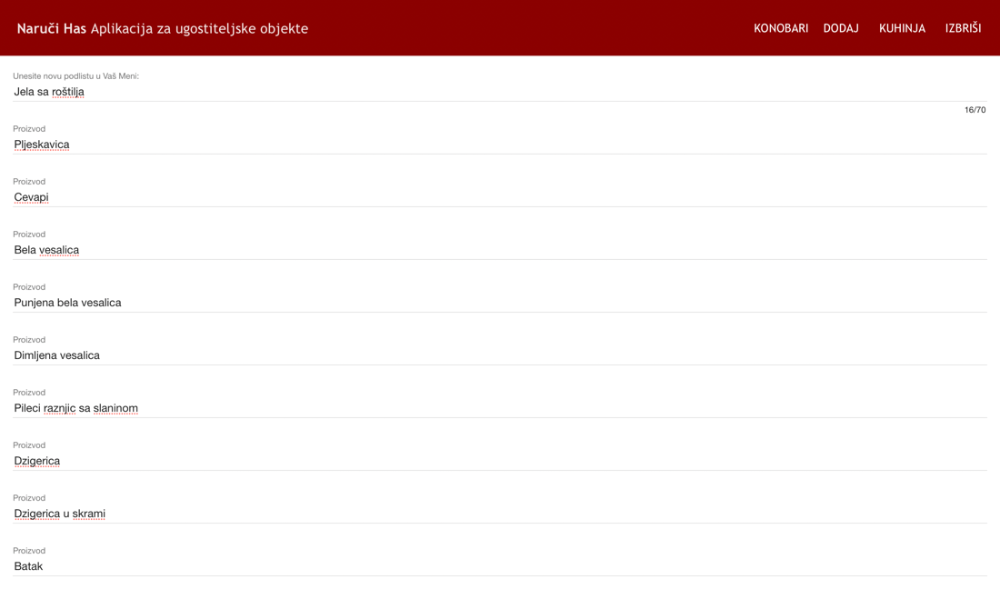 Naruči Has Aplikacija za ugostiteljske objekte
KONOBARI DODAJ KUHINJA IZBRIŠI
Unesite novu podlistu u Vaš Meni:
Jela sa roštilja
16/70
Proizvod
Pljeskavica
Proizvod
Cevapi
Proizvod
Bela vesalica
Proizvod
Punjena bela vesalica
Proizvod
Dimljena vesalica
Proizvod
Pileci raznjic sa slaninom
Proizvod
Dzigerica
Proizvod
Dzigerica u skrami
Proizvod
Batak